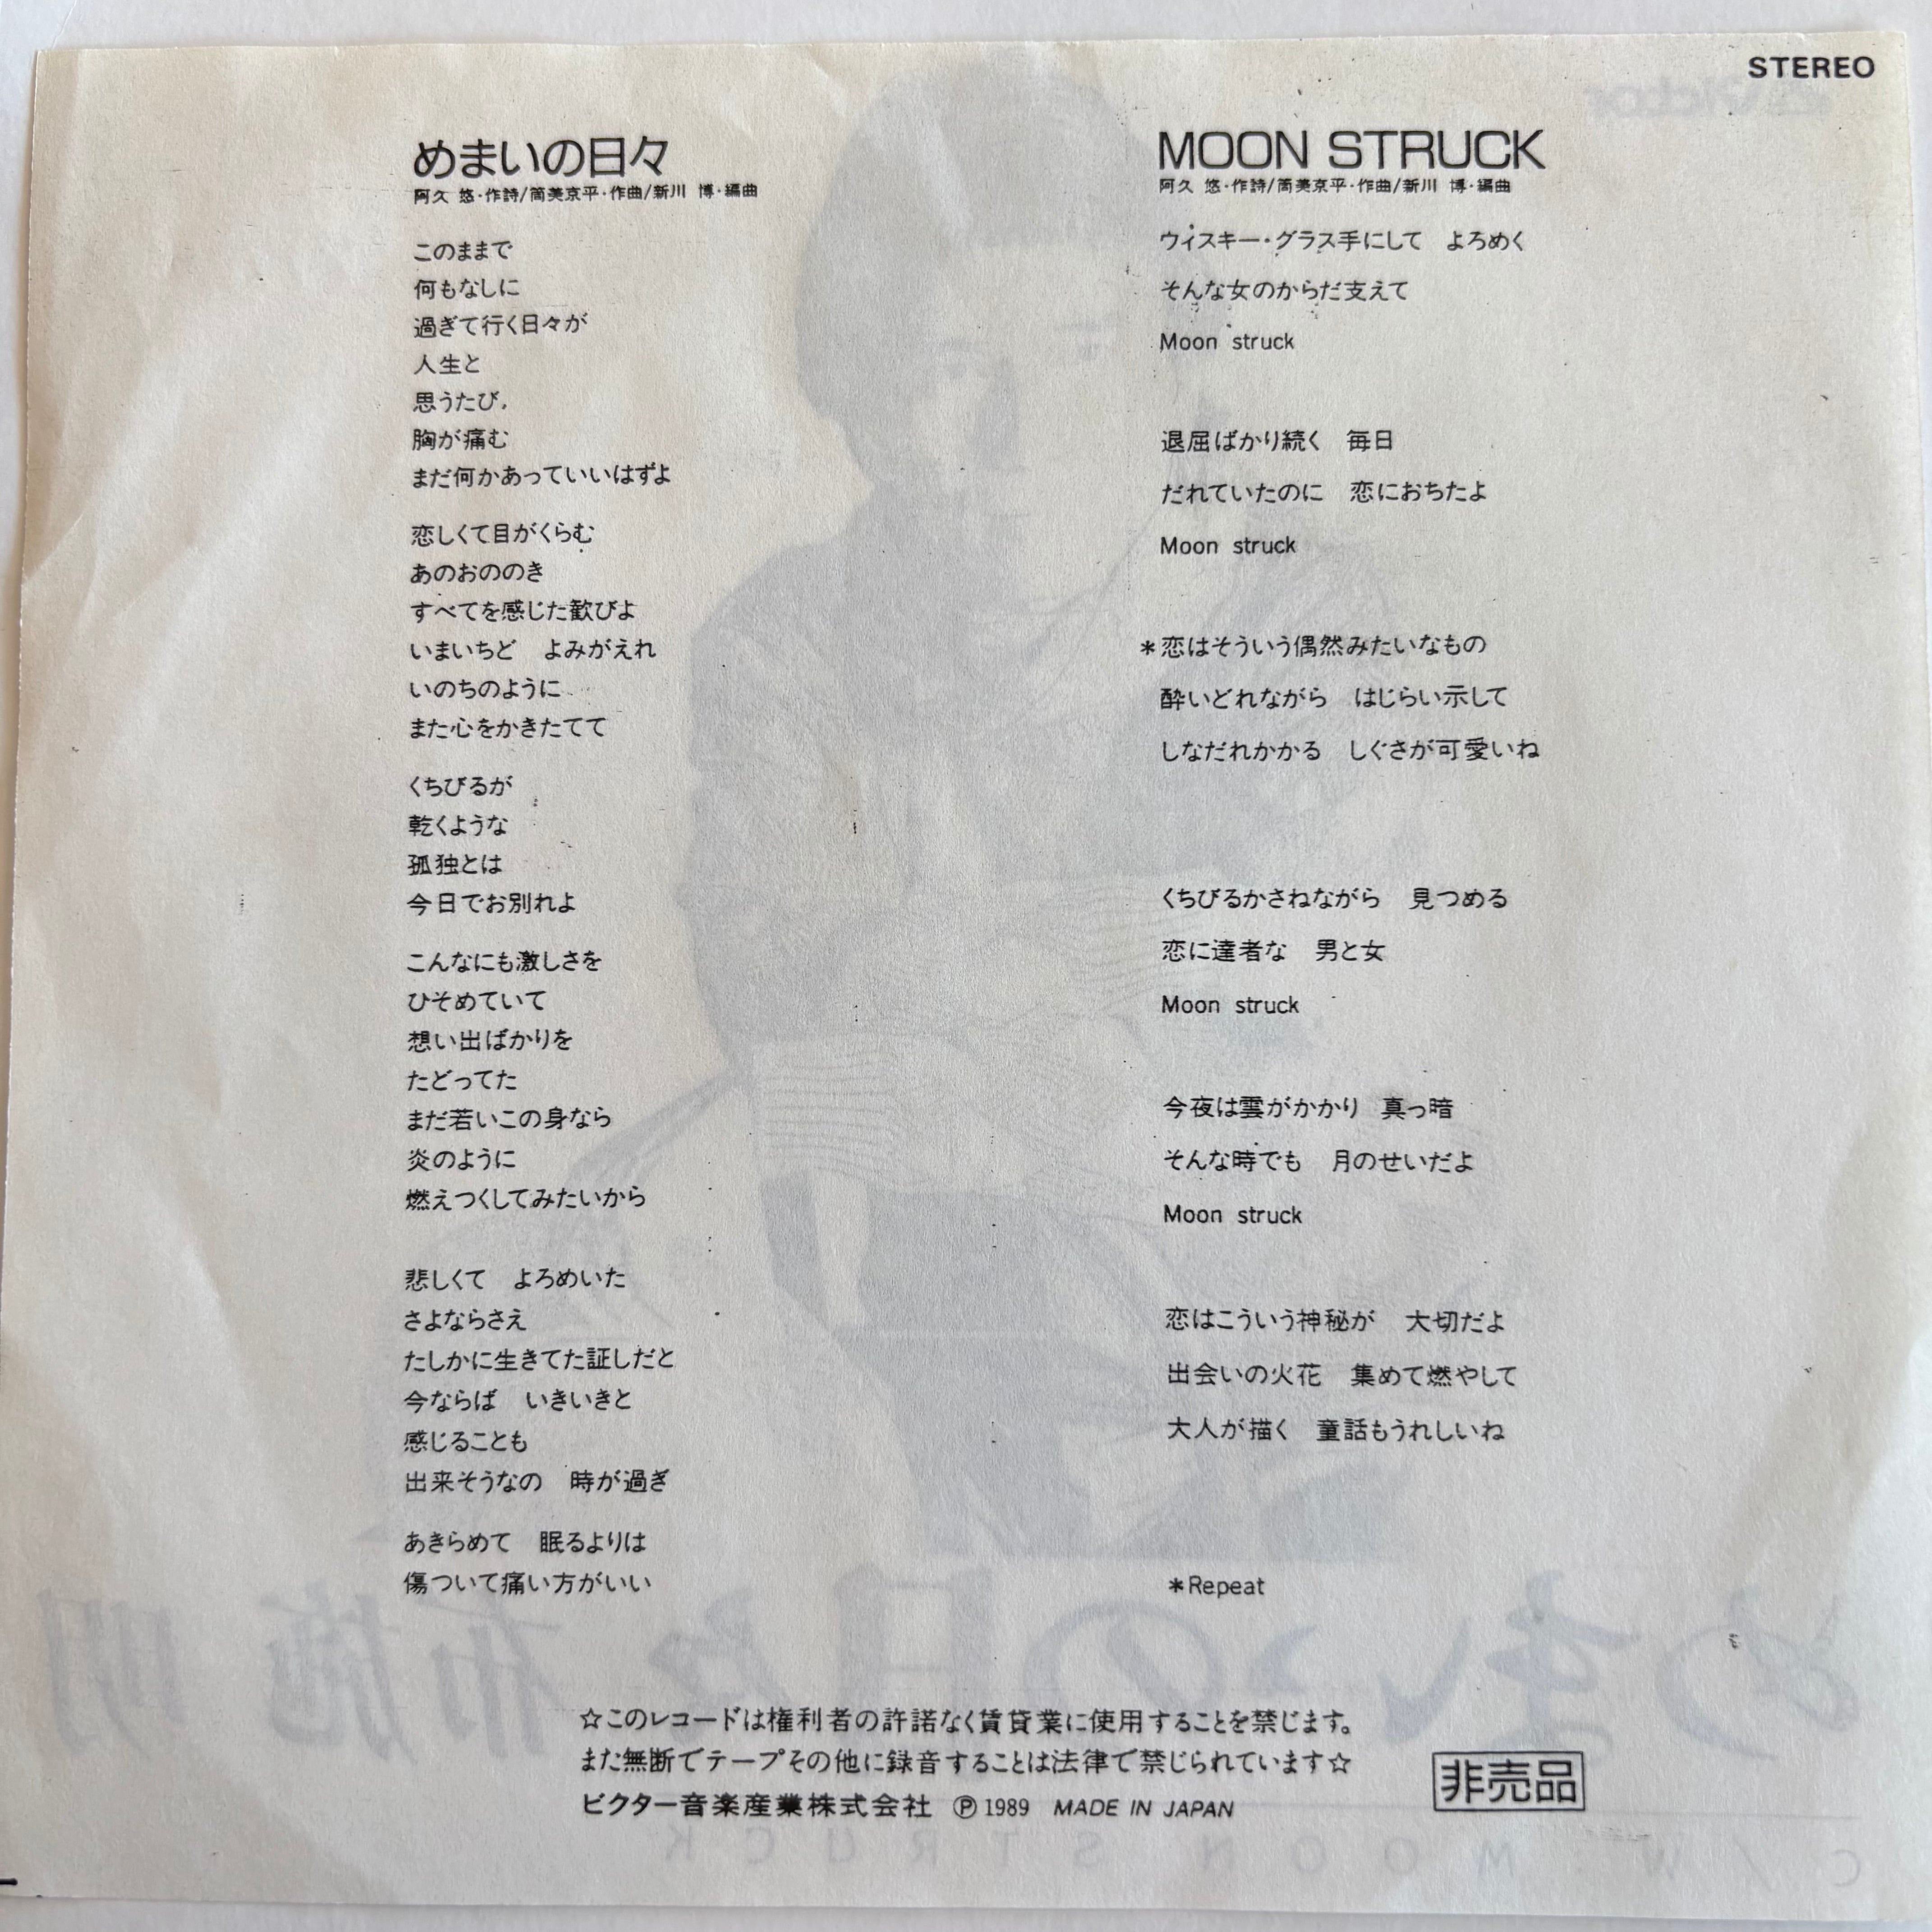 STEREO
めまいの日々
阿久 悠・作詩/筒美京平・作曲/新川 博・編曲
このままで
何もなしに
過ぎて行く日々が
人生と
思うたび,
胸が痛む
まだ何かあっていいはずよ
恋しくて目がくらむ
あのおののき
すべてを感じた歓びよ
いまいちど　よみがえれ
いのちのように
また心をかきたてて
くちびるが
乾くような
孤独とは
今日でお別れよ
こんなにも激しさを
ひそめていて
想い出ばかりを
たどってた
まだ若いこの身なら
炎のように
燃えつくしてみたいから
悲しくて　よろめいた
さよならさえ
たしかに生きてた証しだと
今ならば　いきいきと
感じることも
出来そうなの　時が過ぎ
あきらめて　眠るよりは
傷ついて痛い方がいい
MOON STRUCK
阿久 悠・作詩/筒美京平・作曲/新川 博・編曲
ウィスキー・グラス手にして　よろめく
そんな女のからだ支えて
Moon struck
退屈ばかり続く　毎日
だれていたのに　恋におちたよ
Moon struck
*恋はそういう偶然みたいなもの
酔いどれながら　はじらい示して
しなだれかかる　しぐさが可愛いね
くちびるかさねながら　見つめる
恋に達者な　男と女
Moon struck
今夜は雲がかかり　真っ暗
そんな時でも　月のせいだよ
Moon struck
恋はこういう神秘が　大切だよ
出会いの火花　集めて燃やして
大人が描く　童話もうれしいね
*Repeat
☆このレコードは権利者の許諾なく賃貸業に使用することを禁じます。
また無断でテープその他に録音することは法律で禁じられています☆
ビクター音楽産業株式会社 Ⓟ1989 MADE IN JAPAN
非売品
めまいの日々 布施明
C/W MOON STRUCK
Victor